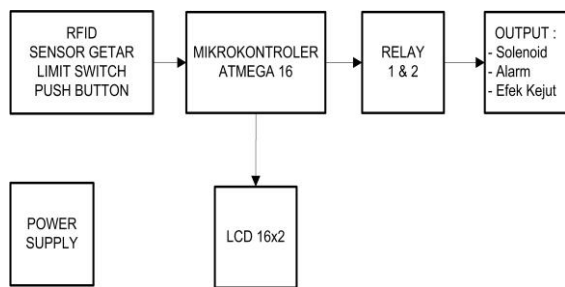 RFID
SENSOR GETAR
LIMIT SWITCH
PUSH BUTTON
MIKROKONTROLER
ATMEGA 16
RELAY
1 & 2
OUTPUT :
- Solenoid
- Alarm
- Efek Kejut
POWER
SUPPLY
LCD 16x2